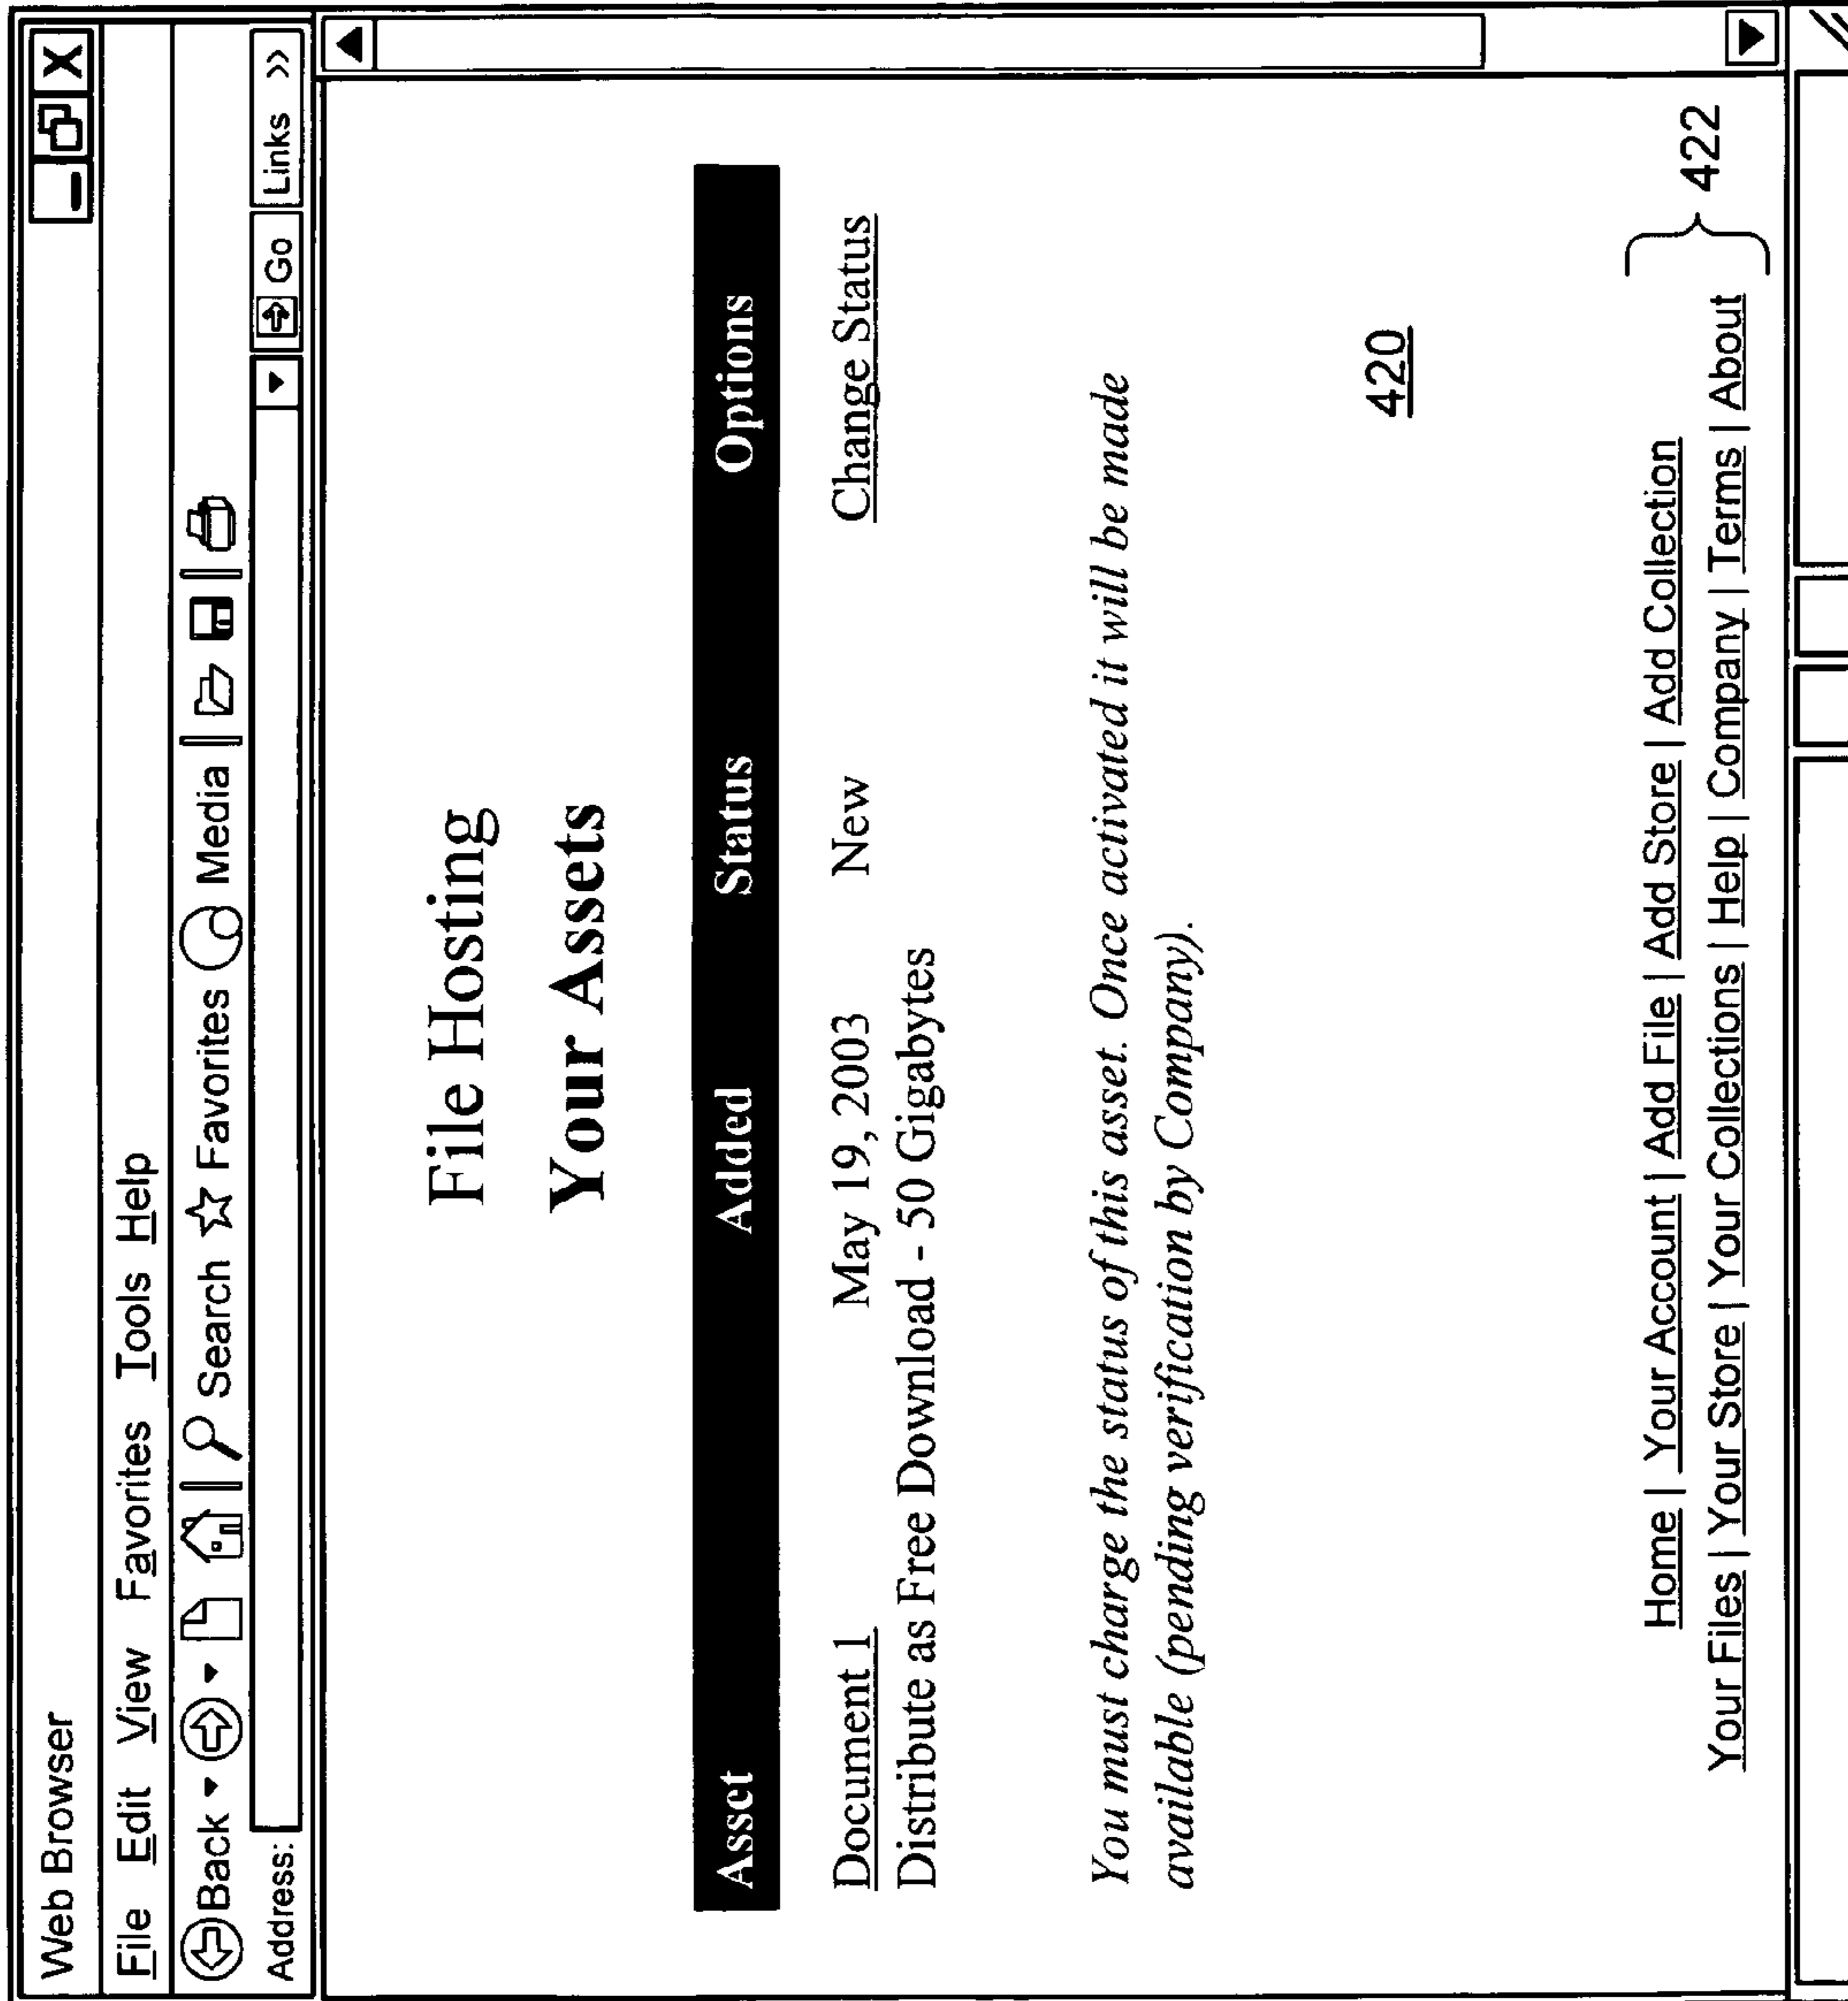 Web Browser
File Edit View Favorites Tools Help
Back Search Favorites Media
Address: Go Links >>
File Hosting
Your Assets
Asset Added Status Options
Document 1 May 19, 2003 New Change Status
Distribute as Free Download - 50 Gigabytes
You must charge the status of this asset. Once activated it will be made
available (pending verification by Company).
420
Home | Your Account | Add File | Add Store | Add Collection
Your Files | Your Store | Your Collections | Help | Company | Terms | About
422